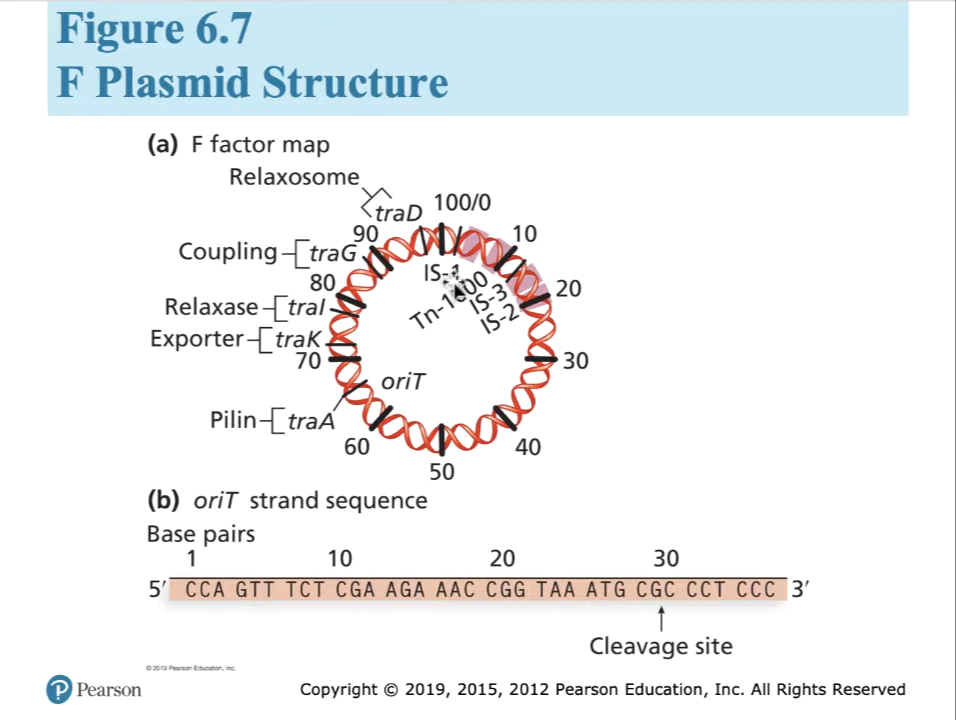 Figure 6.7
F Plasmid Structure
(a) F factor map
Relaxosome
traD
100/0
90
10
Coupling
traG
IS-1
80
Tn-1000
IS-3
IS-2
20
Relaxase
traI
Exporter
traK
70
30
oriT
Pilin
traA
60
40
50
(b) oriT strand sequence
Base pairs
1 10 20 30
5′ CCA GTT TCT CGA AGA AAC CGG TAA ATG CGC CCT CCC 3′
Cleavage site
© 2019 Pearson Education, Inc.
P Pearson
Copyright © 2019, 2015, 2012 Pearson Education, Inc. All Rights Reserved